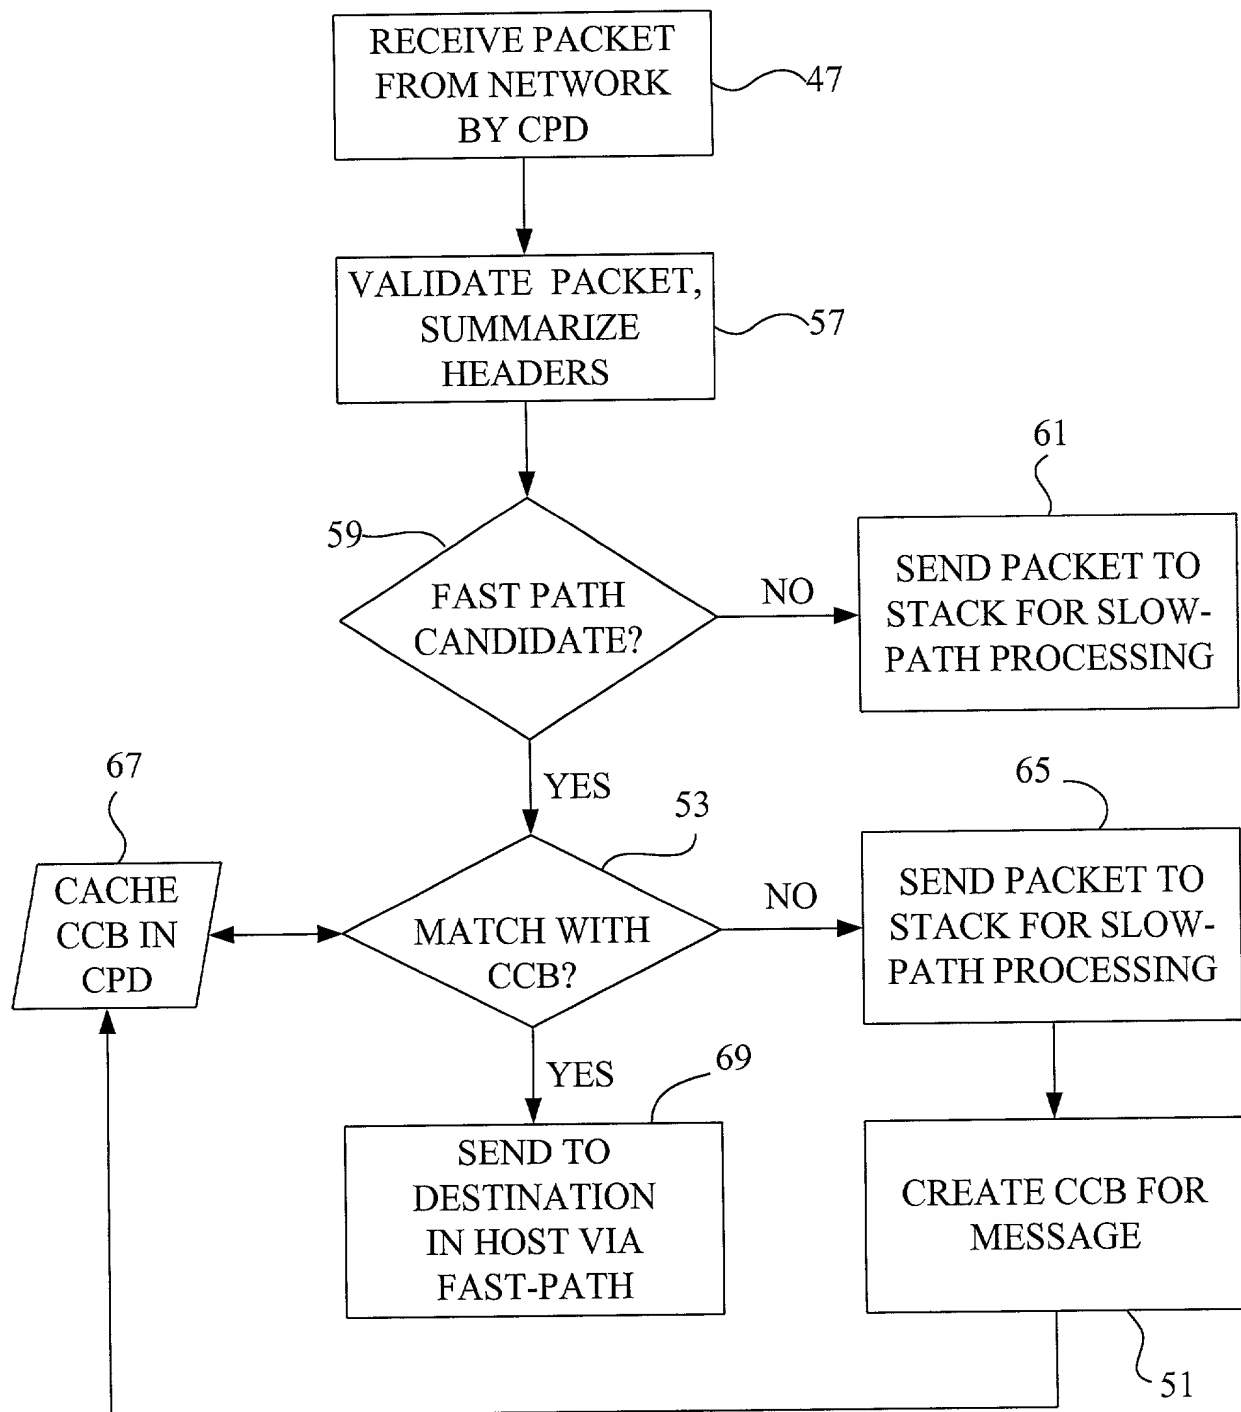 RECEIVE PACKET
FROM NETWORK
BY CPD
47
VALIDATE PACKET,
SUMMARIZE
HEADERS
57
59
FAST PATH
CANDIDATE?
NO
61
SEND PACKET TO
STACK FOR SLOW-
PATH PROCESSING
YES
67
CACHE
CCB IN
CPD
53
MATCH WITH
CCB?
NO
65
SEND PACKET TO
STACK FOR SLOW-
PATH PROCESSING
YES
69
SEND TO
DESTINATION
IN HOST VIA
FAST-PATH
CREATE CCB FOR
MESSAGE
51